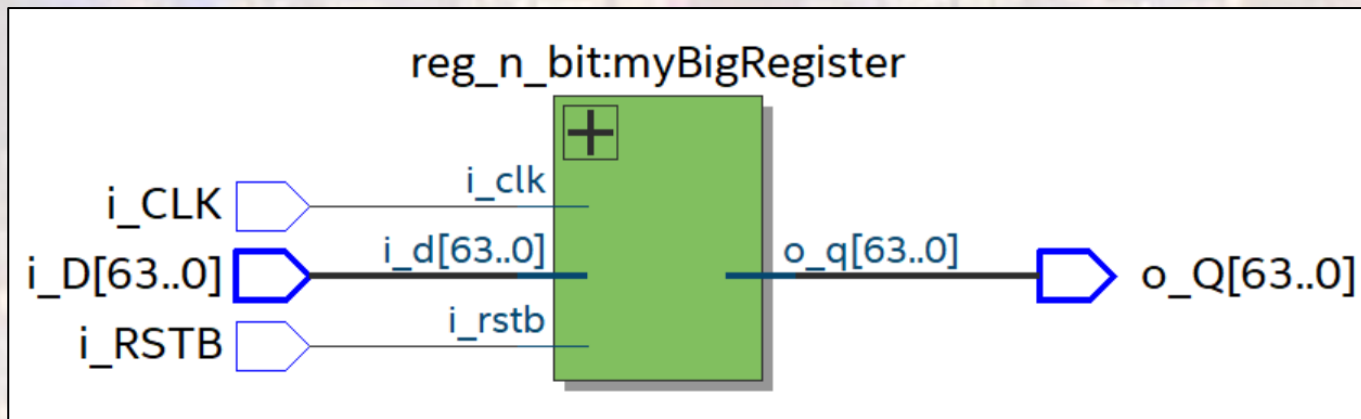 reg_n_bit:myBigRegister
i_CLK
i_clk
i_D[63..0]
i_d[63..0]
o_q[63..0]
o_Q[63..0]
i_RSTB
i_rstb